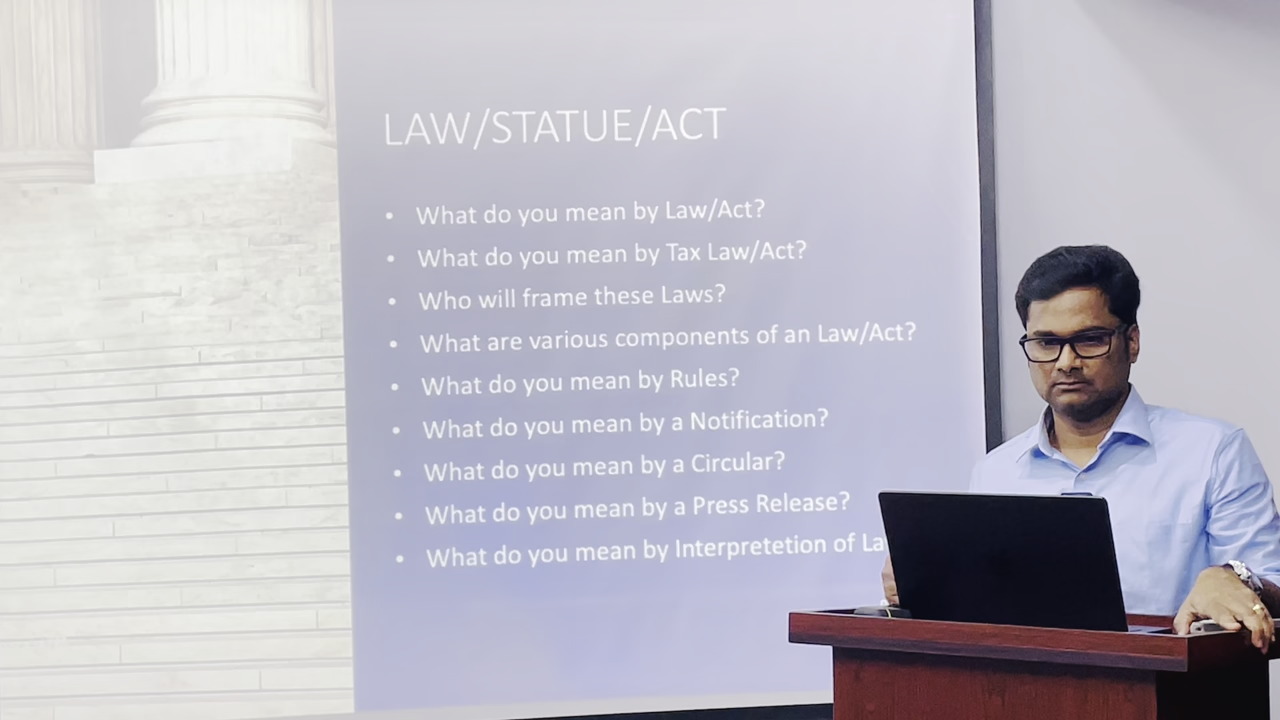 LAW/STATUE/ACT
• What do you mean by Law/Act?
• What do you mean by Tax Law/Act?
• Who will frame these Laws?
• What are various components of an Law/Act?
• What do you mean by Rules?
• What do you mean by a Notification?
• What do you mean by a Circular?
• What do you mean by a Press Release?
• What do you mean by Interpretetion of